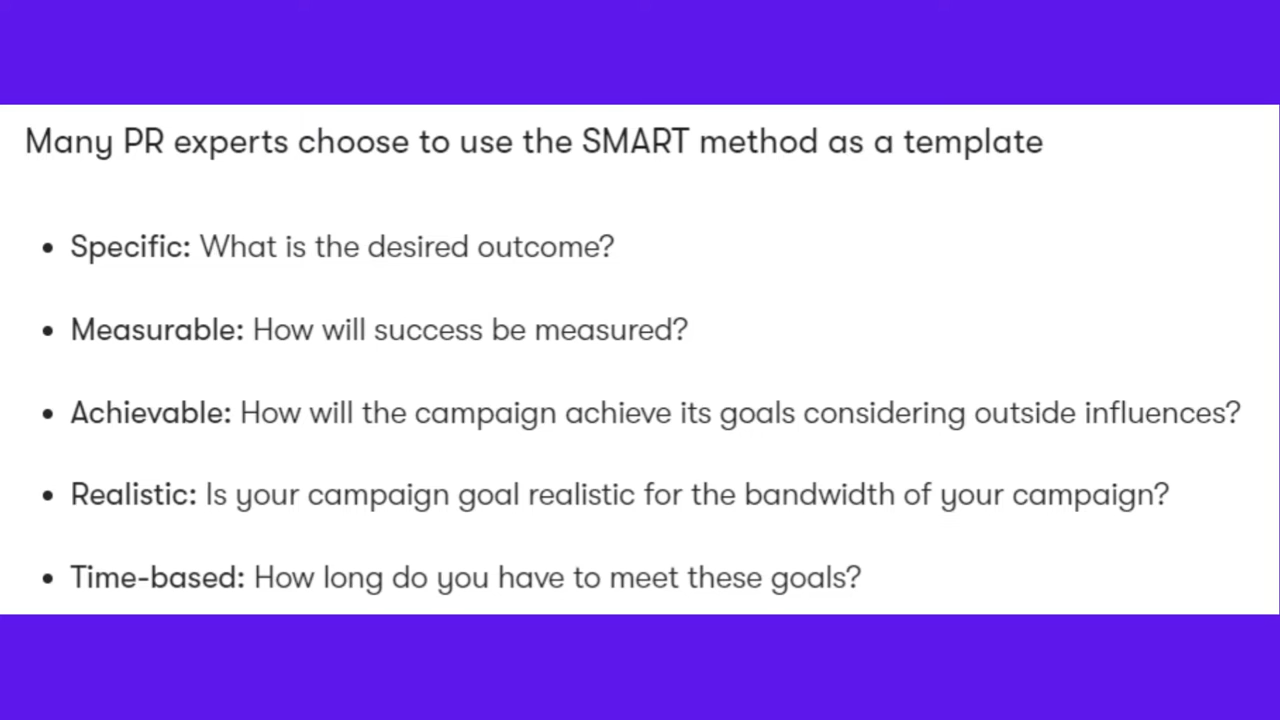 Many PR experts choose to use the SMART method as a template
• Specific: What is the desired outcome?
• Measurable: How will success be measured?
• Achievable: How will the campaign achieve its goals considering outside influences?
• Realistic: Is your campaign goal realistic for the bandwidth of your campaign?
• Time-based: How long do you have to meet these goals?